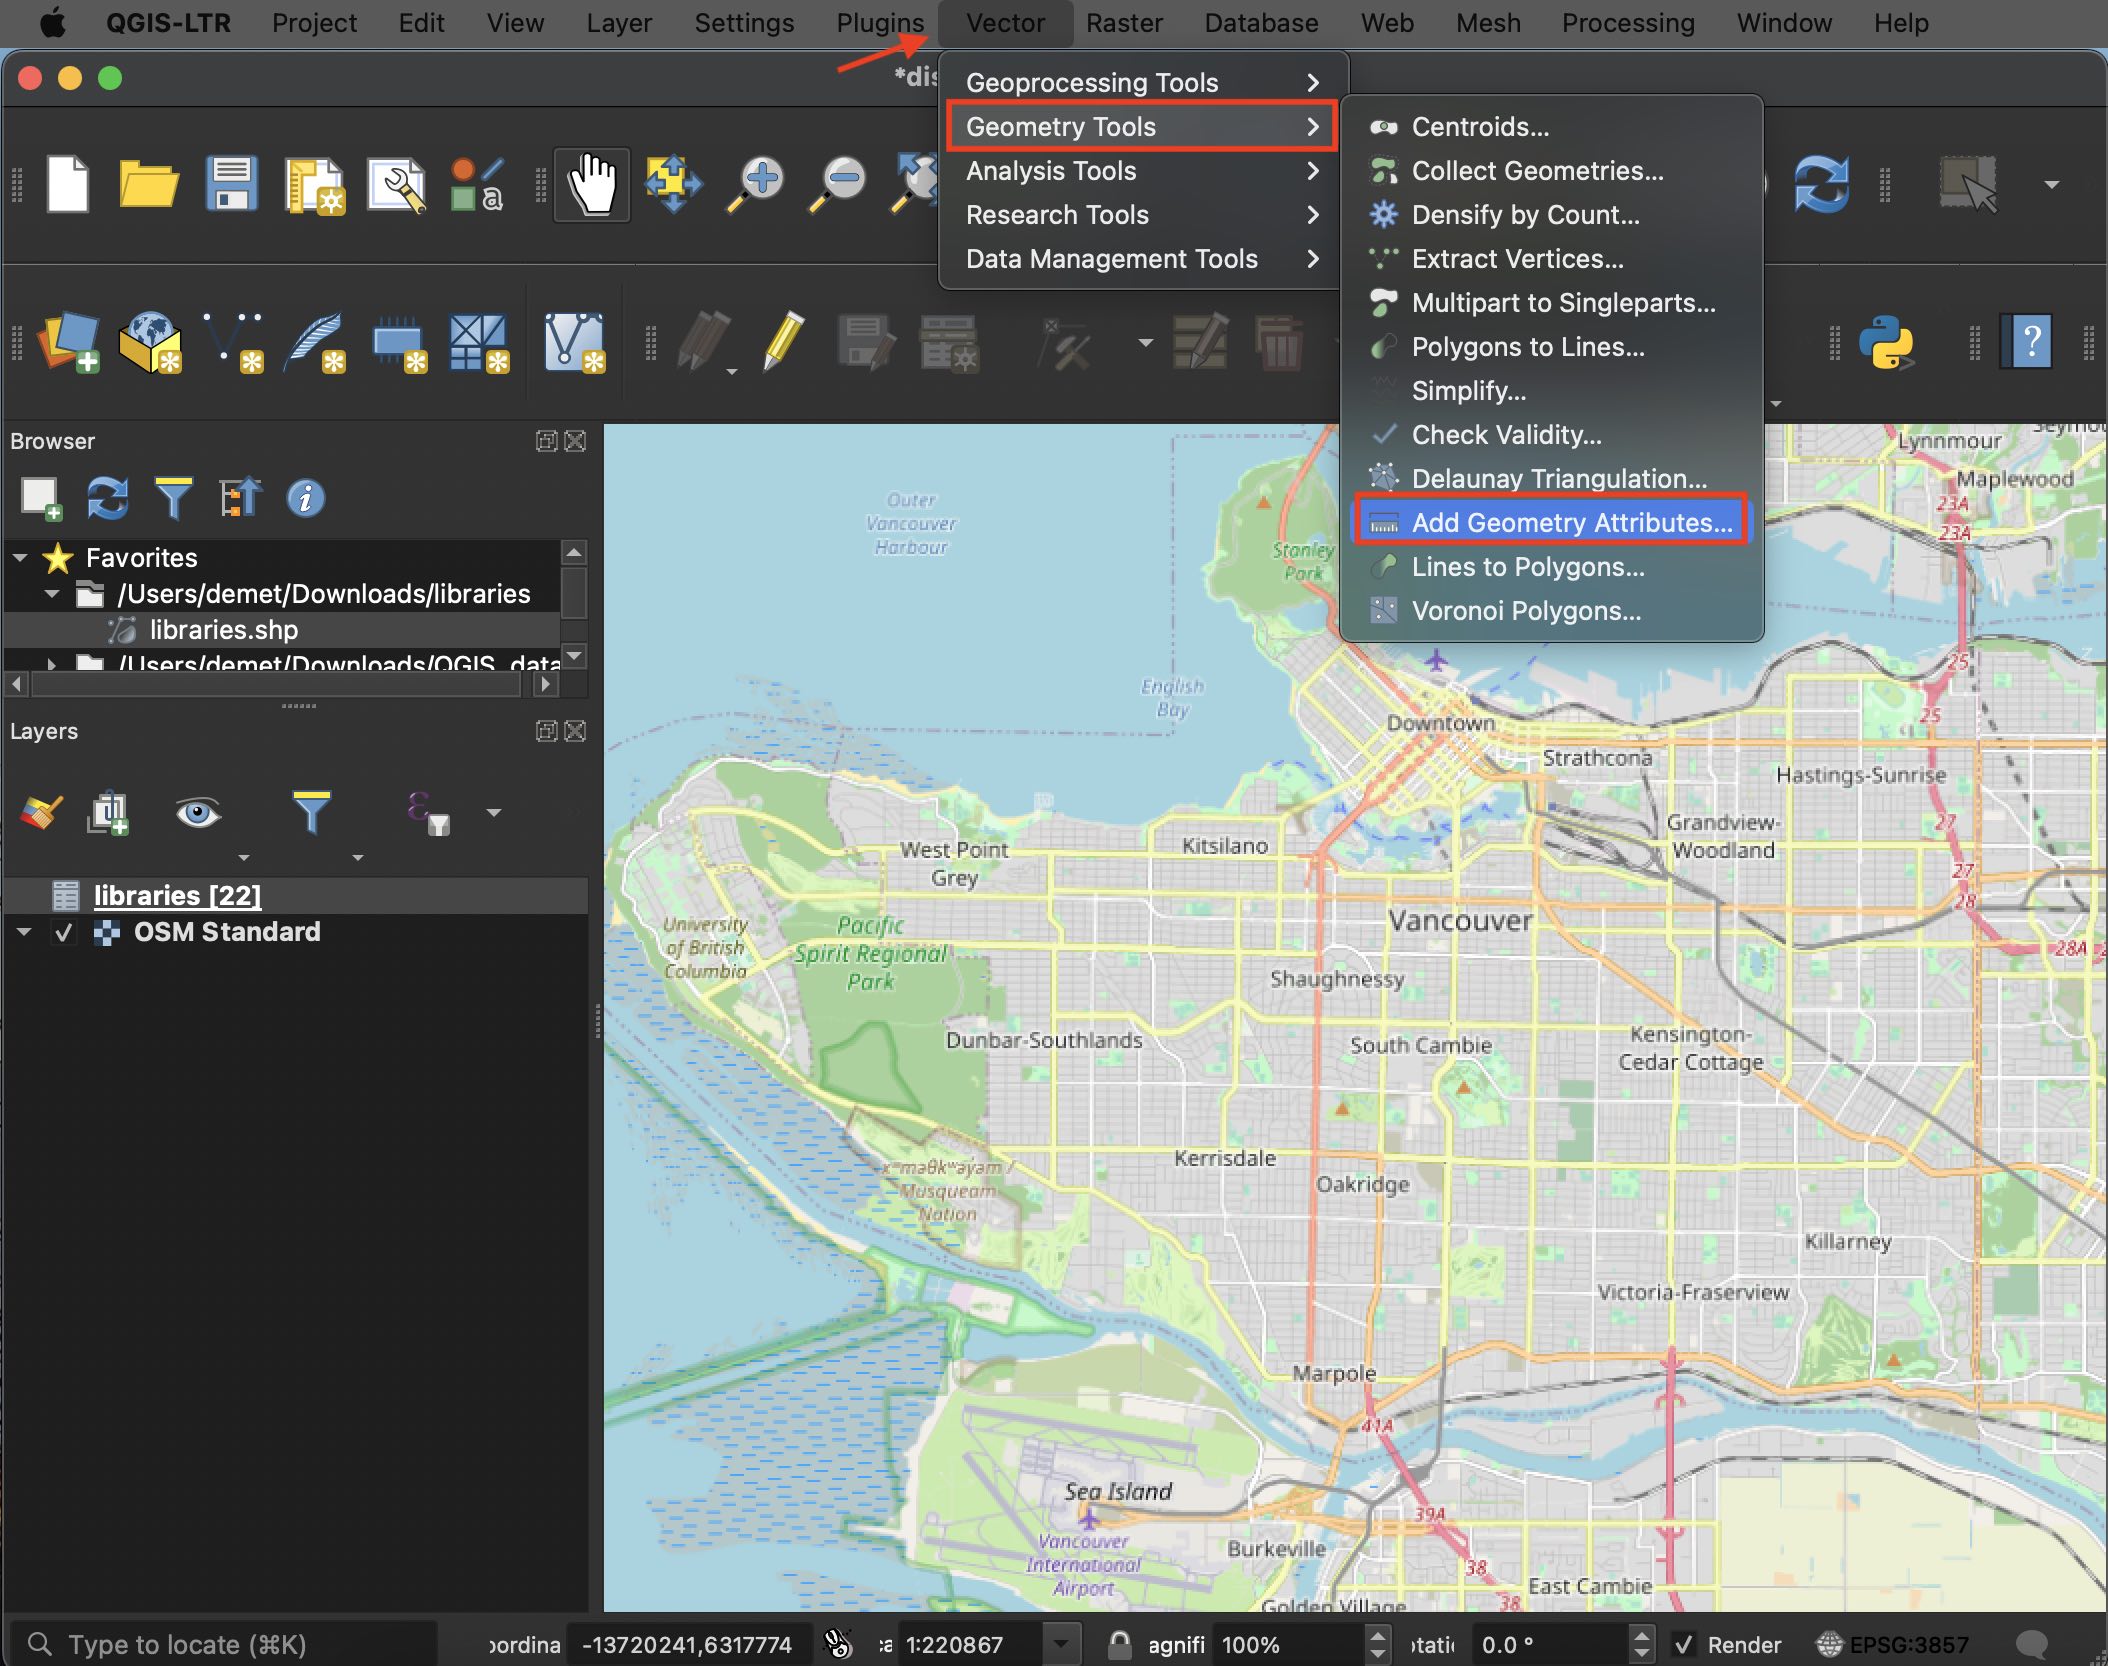 QGIS-LTR Project Edit View Layer Settings Plugins Vector Raster Database Web Mesh Processing Window Help
*dis
Geoprocessing Tools
Geometry Tools
Analysis Tools
Research Tools
Data Management Tools
Centroids...
Collect Geometries...
Densify by Count...
Extract Vertices...
Multipart to Singleparts...
Polygons to Lines...
Simplify...
Check Validity...
Delaunay Triangulation...
Add Geometry Attributes...
Lines to Polygons...
Voronoi Polygons...
Browser
Favorites
/Users/demet/Downloads/libraries
libraries.shp
/Users/demet/Downloads/QGIS_data
Layers
libraries [22]
OSM Standard
Outer
Vancouver
Harbour
Stanley
Park
Lynnmour
Maplewood
23A
23A
English
Bay
25
25
Downtown
Strathcona
Hastings-Sunrise
27
Grandview-
Woodland
27
28
28A
West Point
Grey
Kitsilano
University
of British
Columbia
Pacific
Spirit Regional
Park
Vancouver
Shaughnessy
Dunbar-Southlands
South Cambie
Kensington-
Cedar Cottage
Kerrisdale
Oakridge
xʷməθkʷəy̓əm /
Musqueam
Nation
Killarney
Victoria-Fraserview
Marpole
41A
Sea Island
39A
Vancouver
International
Airport
Burkeville
38
East Cambie
38
Golden Village
Type to locate (⌘K)
oordina -13720241,6317774 ca 1:220867 agnifi 100% otatio 0.0 ° Render EPSG:3857